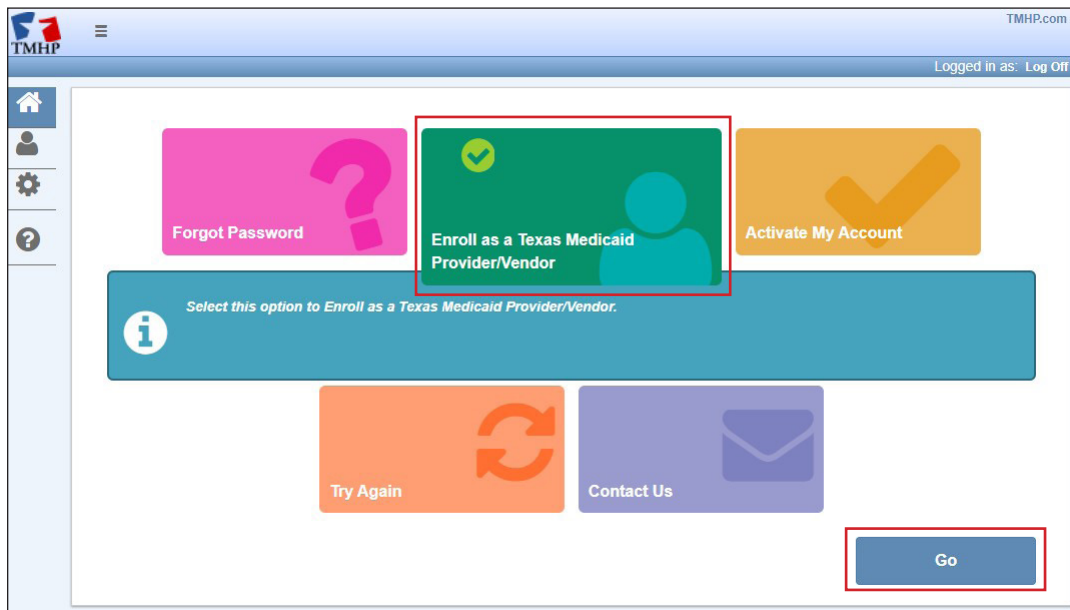 TMHP.com
TMHP
Logged in as: Log Off
Forgot Password
Enroll as a Texas Medicaid
Provider/Vendor
Activate My Account
Select this option to Enroll as a Texas Medicaid Provider/Vendor.
Try Again
Contact Us
Go